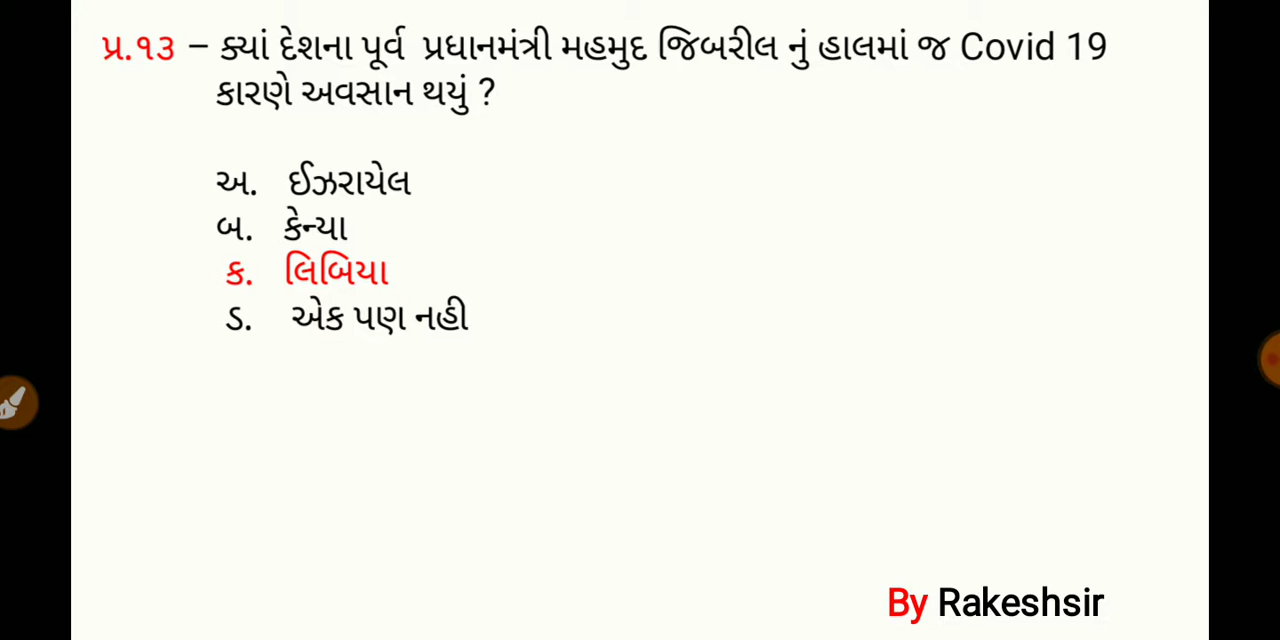 પ્ર.૧૩ – ક્યાં દેશના પૂર્વ પ્રધાનમંત્રી મહમુદ જિબરીલ નું હાલમાં જ Covid 19
કારણે અવસાન થયું ?
અ. ઈઝરાયેલ
બ. કેન્યા
ક. લિબિયા
ડ. એક પણ નહી
By Rakeshsir